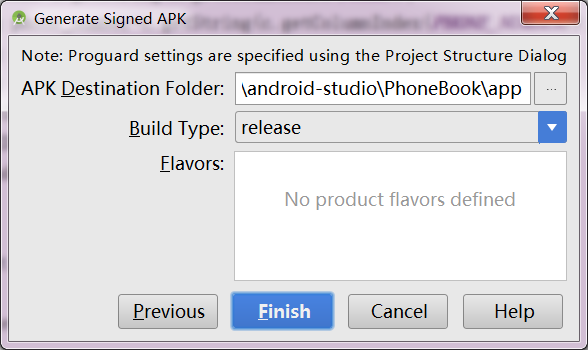 Generate Signed APK
Note: Proguard settings are specified using the Project Structure Dialog
APK Destination Folder: \android-studio\PhoneBook\app ...
Build Type: release
Flavors:
No product flavors defined
Previous Finish Cancel Help